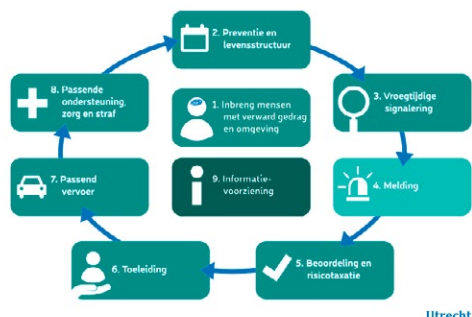 2. Preventie en
levensstructuur
8. Passende
ondersteuning,
zorg en straf
1. Inbreng mensen
met verward gedrag
en omgeving
3. Vroegtijdige
signalering
7. Passend
vervoer
9. Informatie-
voorziening
4. Melding
6. Toeleiding
5. Beoordeling en
risicotaxatie
Utrecht